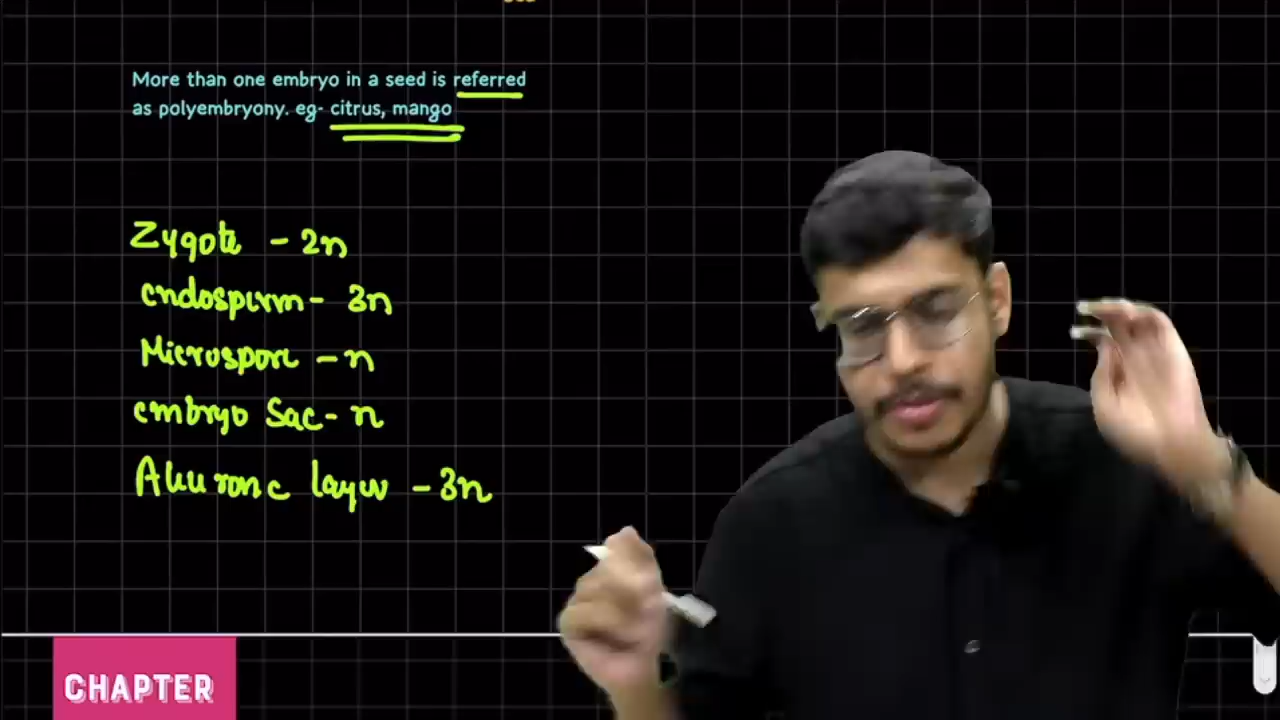 More than one embryo in a seed is referred
as polyembryony. eg- citrus, mango
Zygote - 2n
endosperm - 3n
Microspore - n
embryo Sac - n
Aleurone layer - 3n
CHAPTER